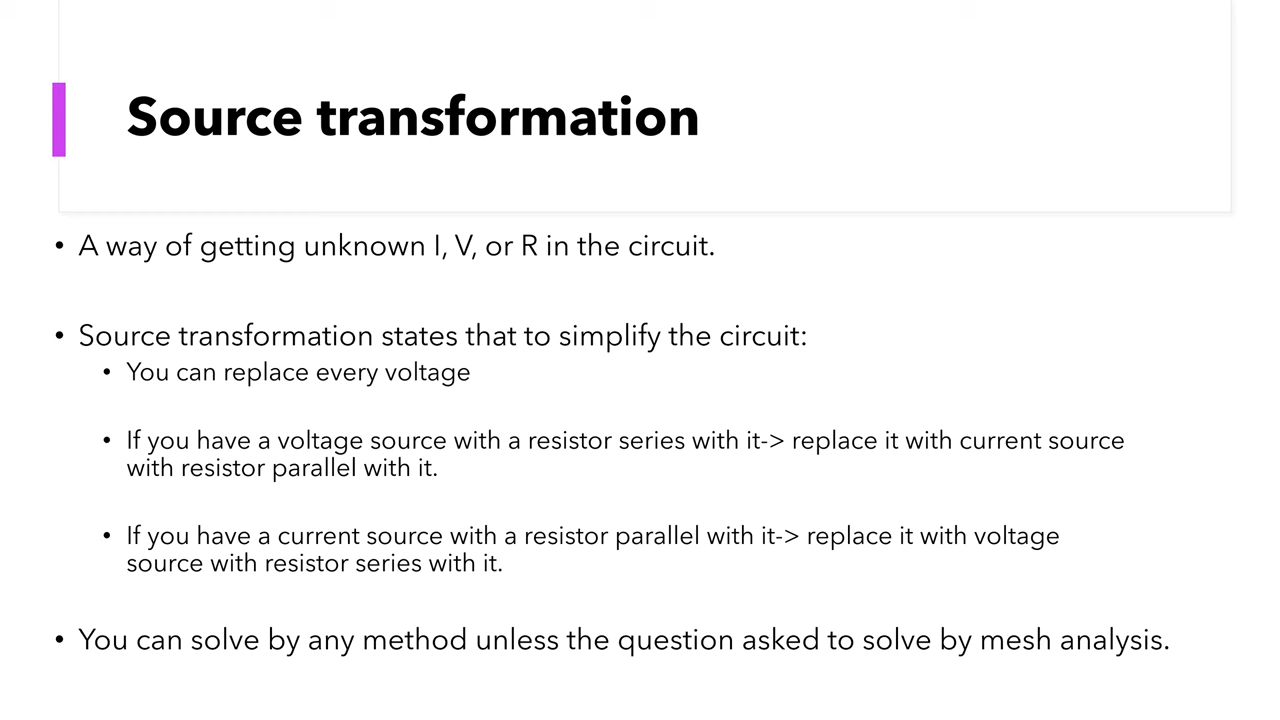 Source transformation
• A way of getting unknown I, V, or R in the circuit.
• Source transformation states that to simplify the circuit:
• You can replace every voltage
• If you have a voltage source with a resistor series with it-> replace it with current source
with resistor parallel with it.
• If you have a current source with a resistor parallel with it-> replace it with voltage
source with resistor series with it.
• You can solve by any method unless the question asked to solve by mesh analysis.